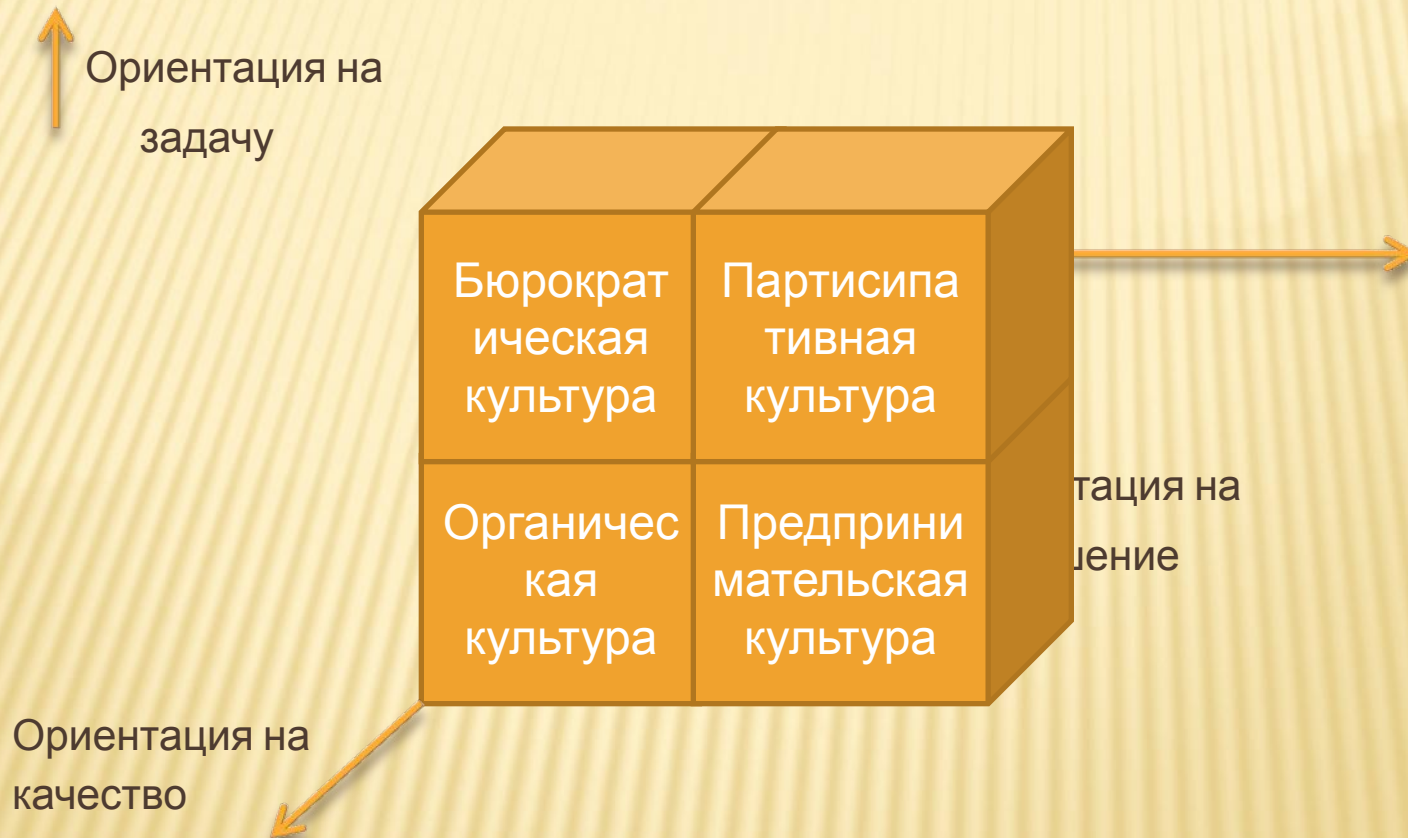 Ориентация на
задачу
Бюрократ
ическая
культура
Партисипа
тивная
культура
Органичес
кая
культура
Предприни
мательская
культура
тация на
Ориентация на
качество